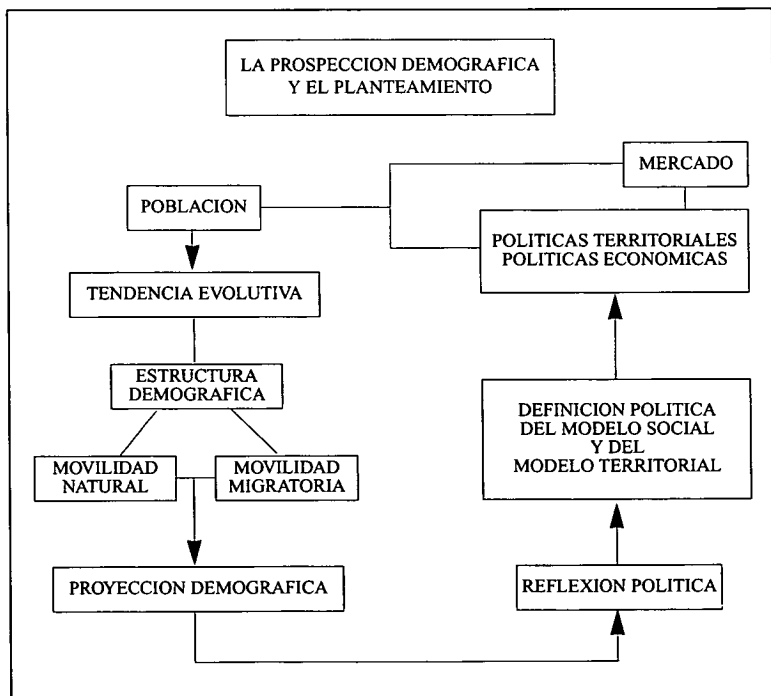 LA PROSPECCION DEMOGRAFICA
Y EL PLANTEAMIENTO
MERCADO
POBLACION
POLITICAS TERRITORIALES
POLITICAS ECONOMICAS
TENDENCIA EVOLUTIVA
ESTRUCTURA
DEMOGRAFICA
DEFINICION POLITICA
DEL MODELO SOCIAL
Y DEL
MODELO TERRITORIAL
MOVILIDAD
NATURAL
MOVILIDAD
MIGRATORIA
PROYECCION DEMOGRAFICA
REFLEXION POLITICA